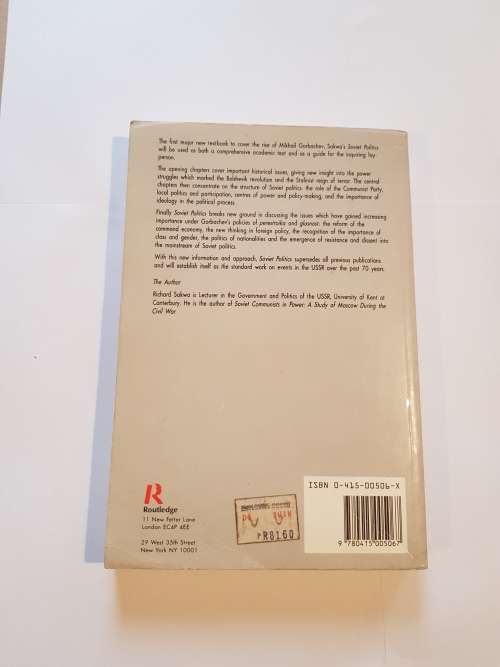 The first major new textbook to cover the rise of Mikhail Gorbachev, Sakwa's Soviet Politics
will be used as both a comprehensive academic text and as a guide for the inquiring lay
person.
The opening chapters cover important historical issues, giving new insight into the power
struggles which marked the Bolshevik revolution and the Stalinist reign of terror. The central
chapters then concentrate on the structure of Soviet politics: the role of the Communist Party,
local politics and participation, centres of power and policy-making, and the importance of
ideology in the political process.
Finally Soviet Politics breaks new ground in discussing the issues which have gained increasing
importance under Gorbachev's policies of perestroika and glasnost: the reform of the
command economy, the new thinking in foreign policy, the recognition of the importance of
class and gender, the politics of nationalities and the emergence of resistance and dissent into
the mainstream of Soviet politics.
With this new information and approach, Soviet Politics supersedes all previous publications
and will establish itself as the standard work on events in the USSR over the past 70 years.
The Author
Richard Sakwa is Lecturer in the Government and Politics of the USSR, University of Kent at
Canterbury. He is the author of Soviet Communists in Power: A Study of Moscow During the
Civil War.
R
Routledge
11 New Fetter Lane
London EC4P 4EE
29 West 35th Street
New York NY 10001
PR8160
ISBN 0-415-00506-X
9 780415 005067